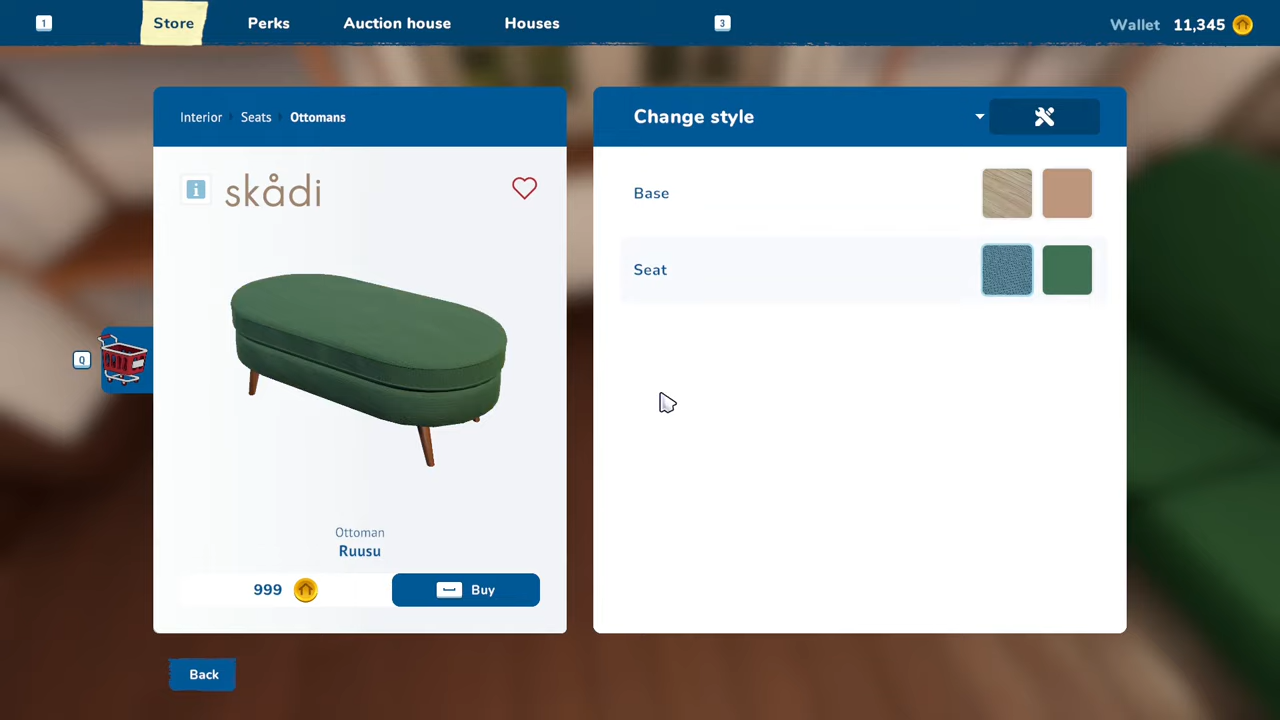 1
Store
Perks
Auction house
Houses
3
Wallet 11,345
Interior Seats Ottomans
Change style
i
skådi
Base
Seat
Q
Ottoman
Ruusu
999
Buy
Back